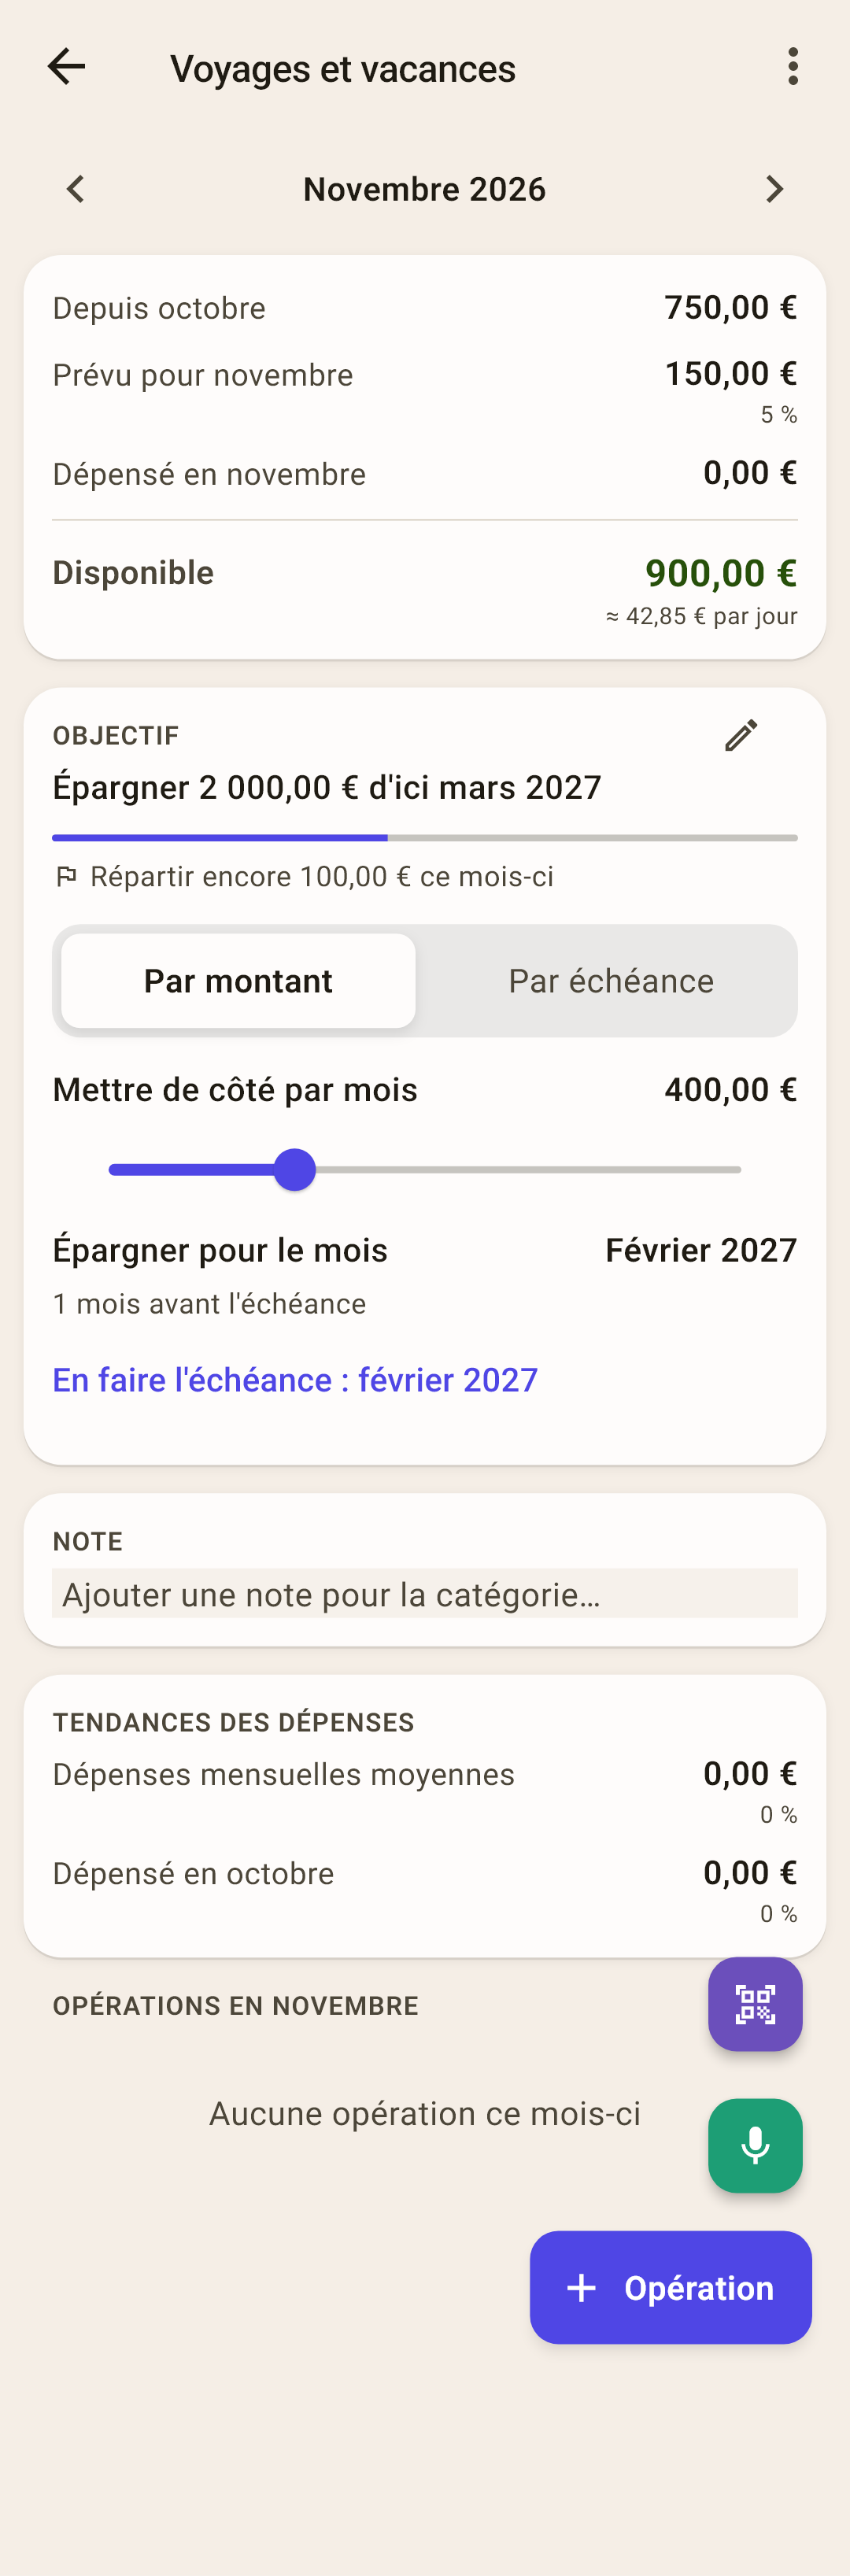 Voyages et vacances
Novembre 2026
Depuis octobre 750,00 €
Prévu pour novembre 150,00 €
5 %
Dépensé en novembre 0,00 €
Disponible 900,00 €
≈ 42,85 € par jour
OBJECTIF
Épargner 2 000,00 € d'ici mars 2027
Répartir encore 100,00 € ce mois-ci
Par montant Par échéance
Mettre de côté par mois 400,00 €
Épargner pour le mois Février 2027
1 mois avant l'échéance
En faire l'échéance : février 2027
NOTE
Ajouter une note pour la catégorie…
TENDANCES DES DÉPENSES
Dépenses mensuelles moyennes 0,00 €
0 %
Dépensé en octobre 0,00 €
0 %
OPÉRATIONS EN NOVEMBRE
Aucune opération ce mois-ci
Opération